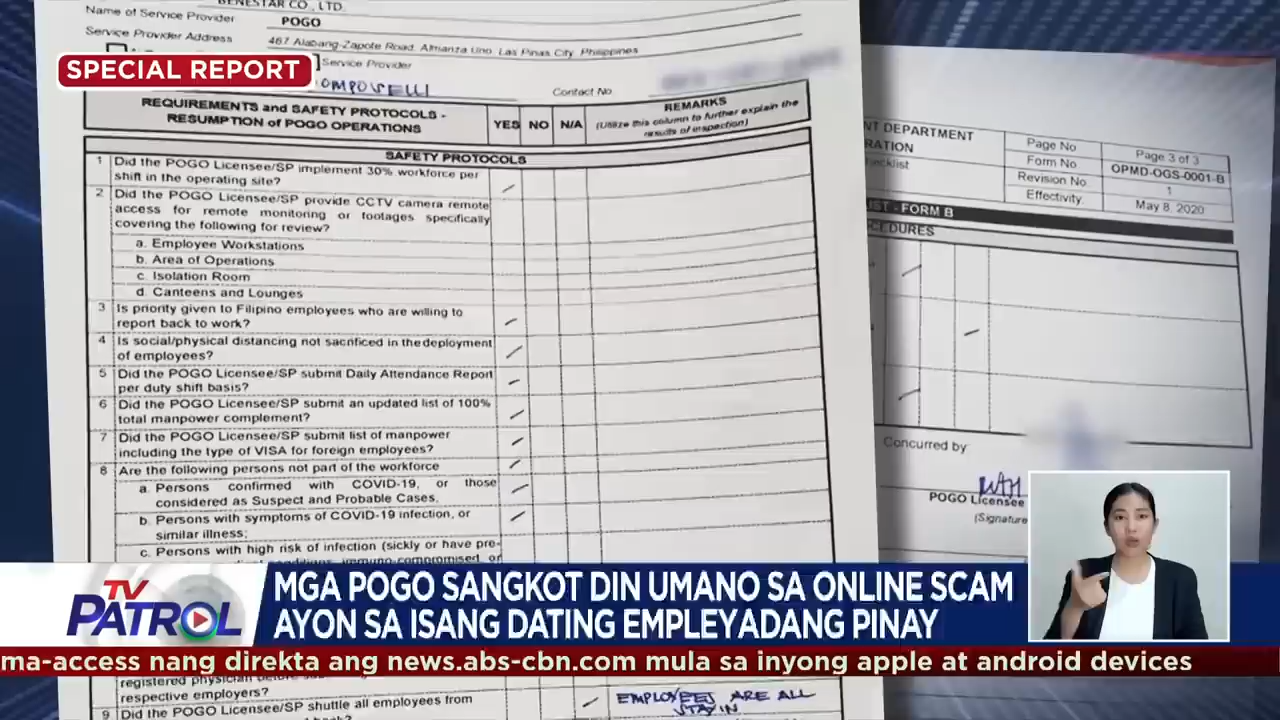 BENESTAR CO., LTD.
Name of Service Provider
POGO
Service Provider Address
467 Alabang-Zapote Road, Almanza Uno, Las Pinas City, Philippines
Service Provider
SPECIAL REPORT
Contact No.
REQUIREMENTS and SAFETY PROTOCOLS -
RESUMPTION of POGO OPERATIONS
YES NO N/A
REMARKS
(Utilize this column to further explain the
results of inspection)
SAFETY PROTOCOLS
1 Did the POGO Licensee/SP implement 30% workforce per
shift in the operating site?
2 Did the POGO Licensee/SP provide CCTV camera remote
access for remote monitoring or footages specifically
covering the following for review?
a. Employee Workstations
b. Area of Operations
c. Isolation Room
d. Canteens and Lounges
3 Is priority given to Filipino employees who are willing to
report back to work?
4 Is social/physical distancing not sacrificed in the deployment
of employees?
5 Did the POGO Licensee/SP submit Daily Attendance Report
per duty shift basis?
6 Did the POGO Licensee/SP submit an updated list of 100%
total manpower complement?
7 Did the POGO Licensee/SP submit list of manpower
including the type of VISA for foreign employees?
8 Are the following persons not part of the workforce
a. Persons confirmed with COVID-19, or those
considered as Suspect and Probable Cases.
b. Persons with symptoms of COVID-19 infection, or
similar illness;
c. Persons with high risk of infection (sickly or have pre-
respective employers?
9 Did the POGO Licensee/SP shuttle all employees from
EMPLOYEES ARE ALL
STAY IN
DEPARTMENT
Page No
Page 3 of 3
Form No
OPMD-OGS-0001-B
Revision No
1
Effectivity
May 8, 2020
- FORM B
Concurred by
POGO Licensee
(Signature
TV
PATROL
MGA POGO SANGKOT DIN UMANO SA ONLINE SCAM
AYON SA ISANG DATING EMPLEYADANG PINAY
ma-access nang direkta ang news.abs-cbn.com mula sa inyong apple at android devices